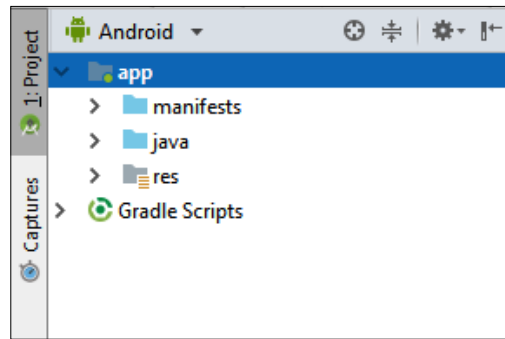 Android
app
manifests
java
res
Gradle Scripts
1: Project
Captures